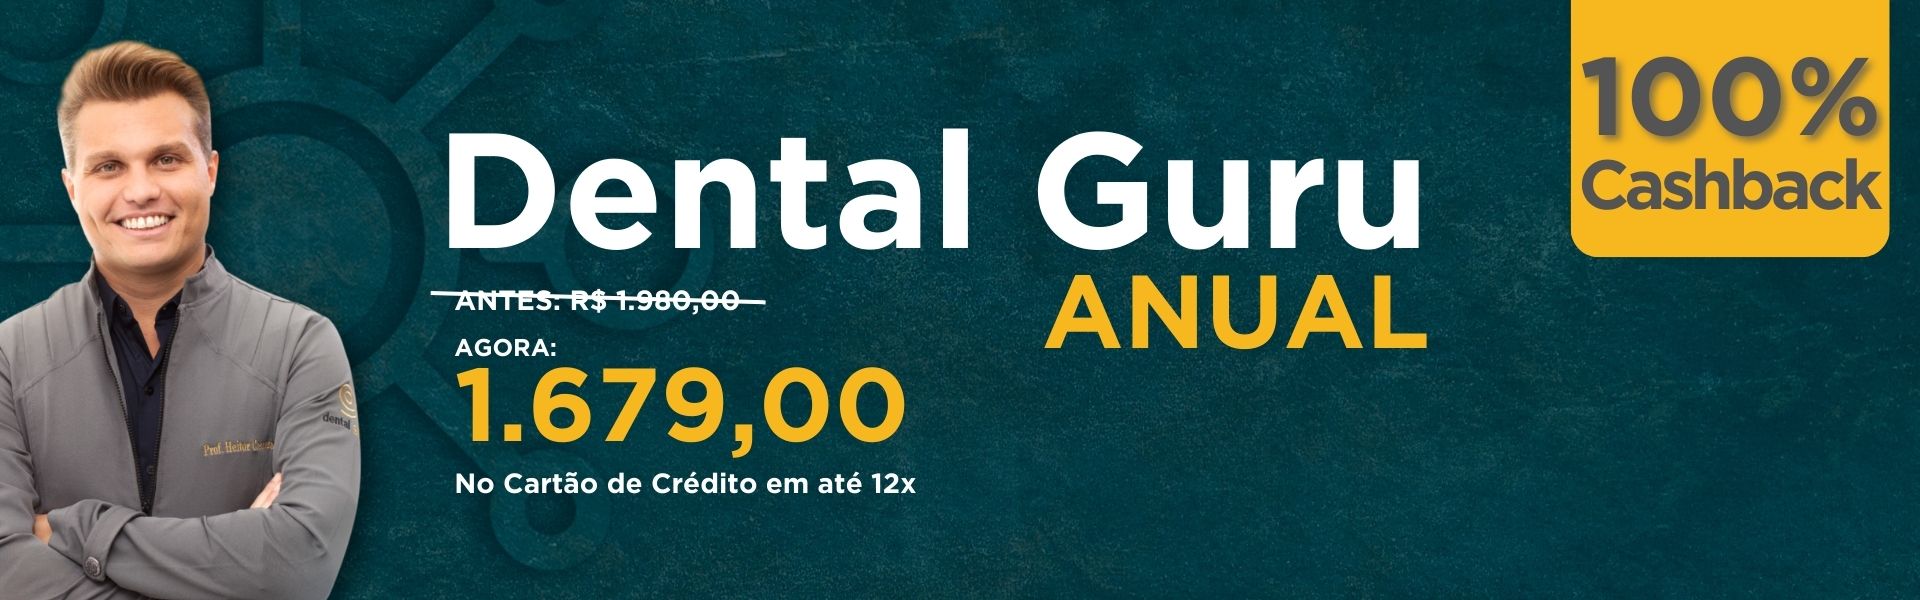 100%
Cashback
Dental Guru
ANUAL
ANTES: R$ 1.980,00
AGORA:
1.679,00
No Cartão de Crédito em até 12x
Prof. Heitor
dental